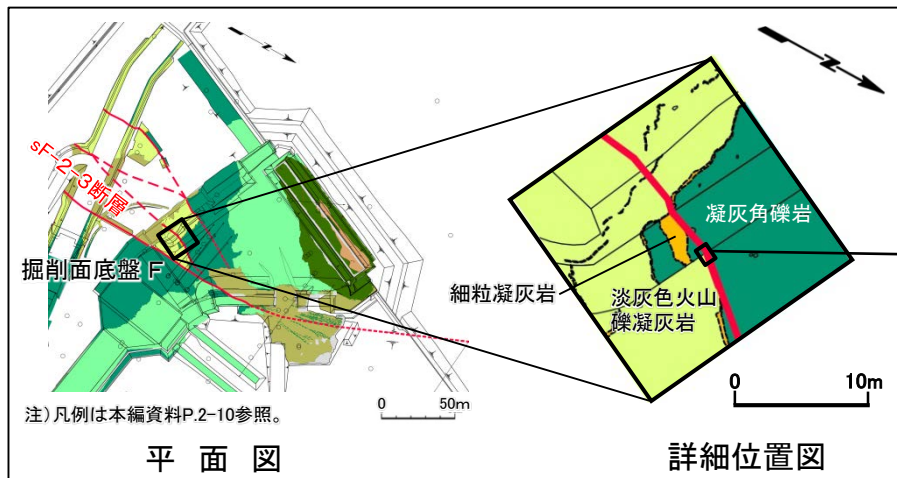 N
sF-2-3断層
掘削面底盤 F
注)凡例は本編資料P.2-10参照。
0 50m
平面図
N
凝灰角礫岩
細粒凝灰岩
淡灰色火山
礫凝灰岩
0 10m
詳細位置図